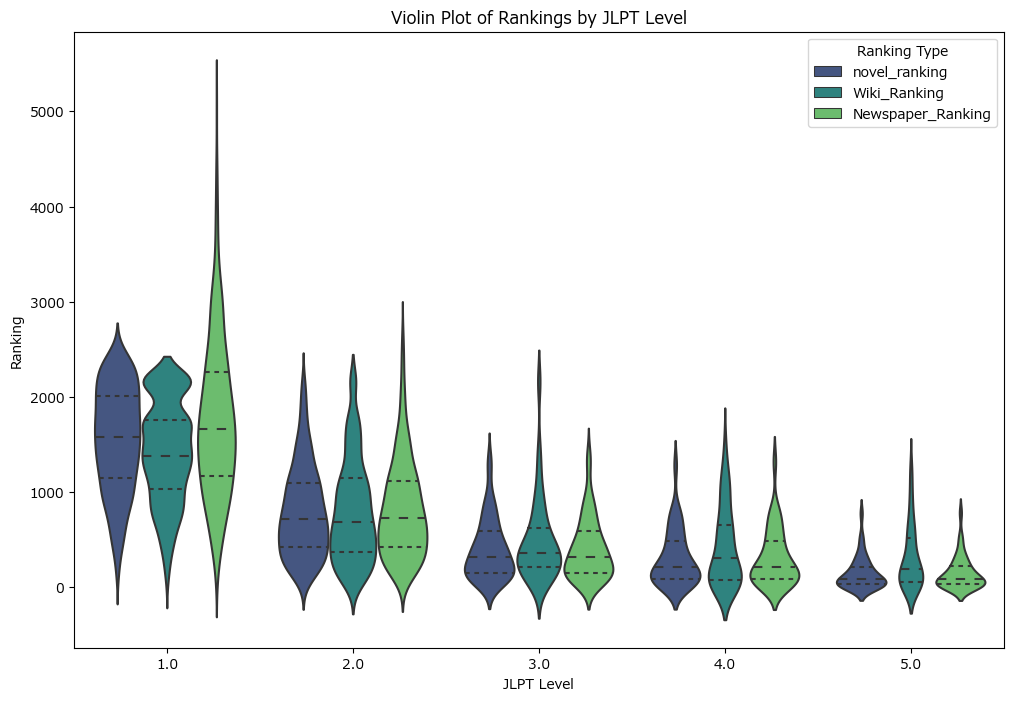 Violin Plot of Rankings by JLPT Level
Ranking Type
novel_ranking
Wiki_Ranking
Newspaper_Ranking
Ranking
5000
4000
3000
2000
1000
0
1.0 2.0 3.0 4.0 5.0
JLPT Level